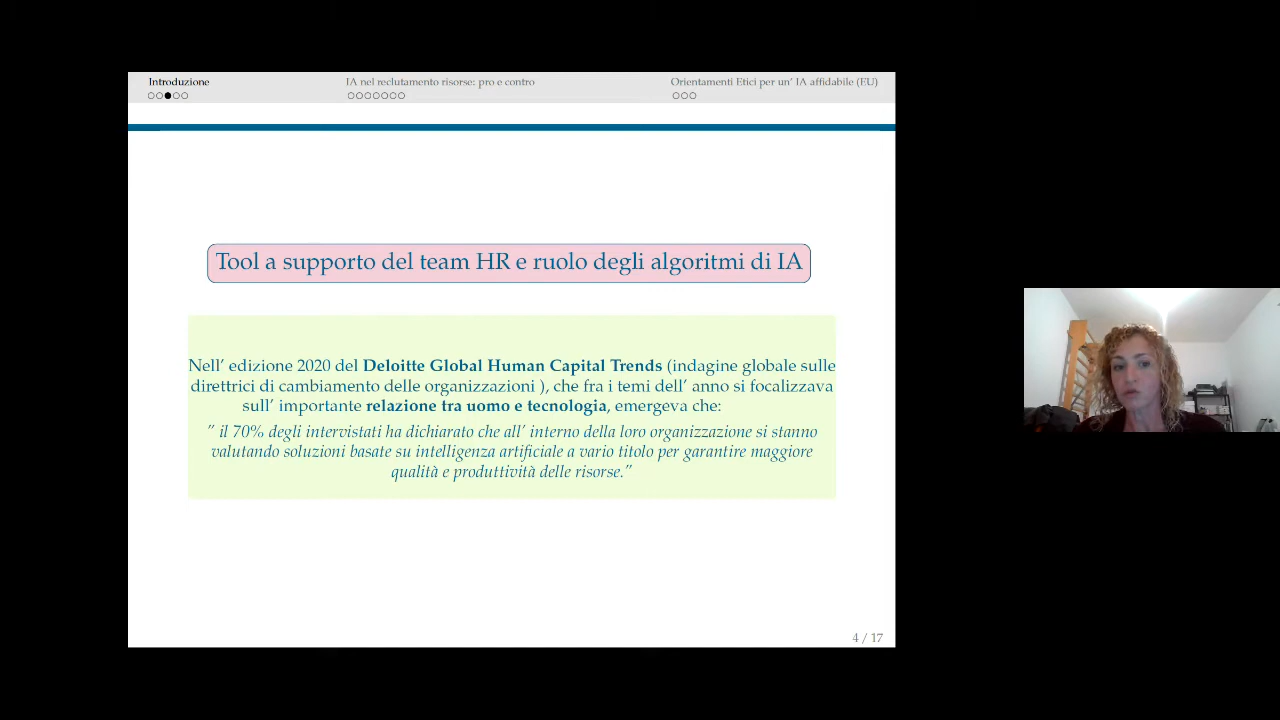 Introduzione
IA nel reclutamento risorse: pro e contro
Orientamenti Etici per un' IA affidabile (EU)
Tool a supporto del team HR e ruolo degli algoritmi di IA
Nell' edizione 2020 del Deloitte Global Human Capital Trends (indagine globale sulle
direttrici di cambiamento delle organizzazioni ), che fra i temi dell' anno si focalizzava
sull' importante relazione tra uomo e tecnologia, emergeva che:
" il 70% degli intervistati ha dichiarato che all' interno della loro organizzazione si stanno
valutando soluzioni basate su intelligenza artificiale a vario titolo per garantire maggiore
qualità e produttività delle risorse."
4 / 17